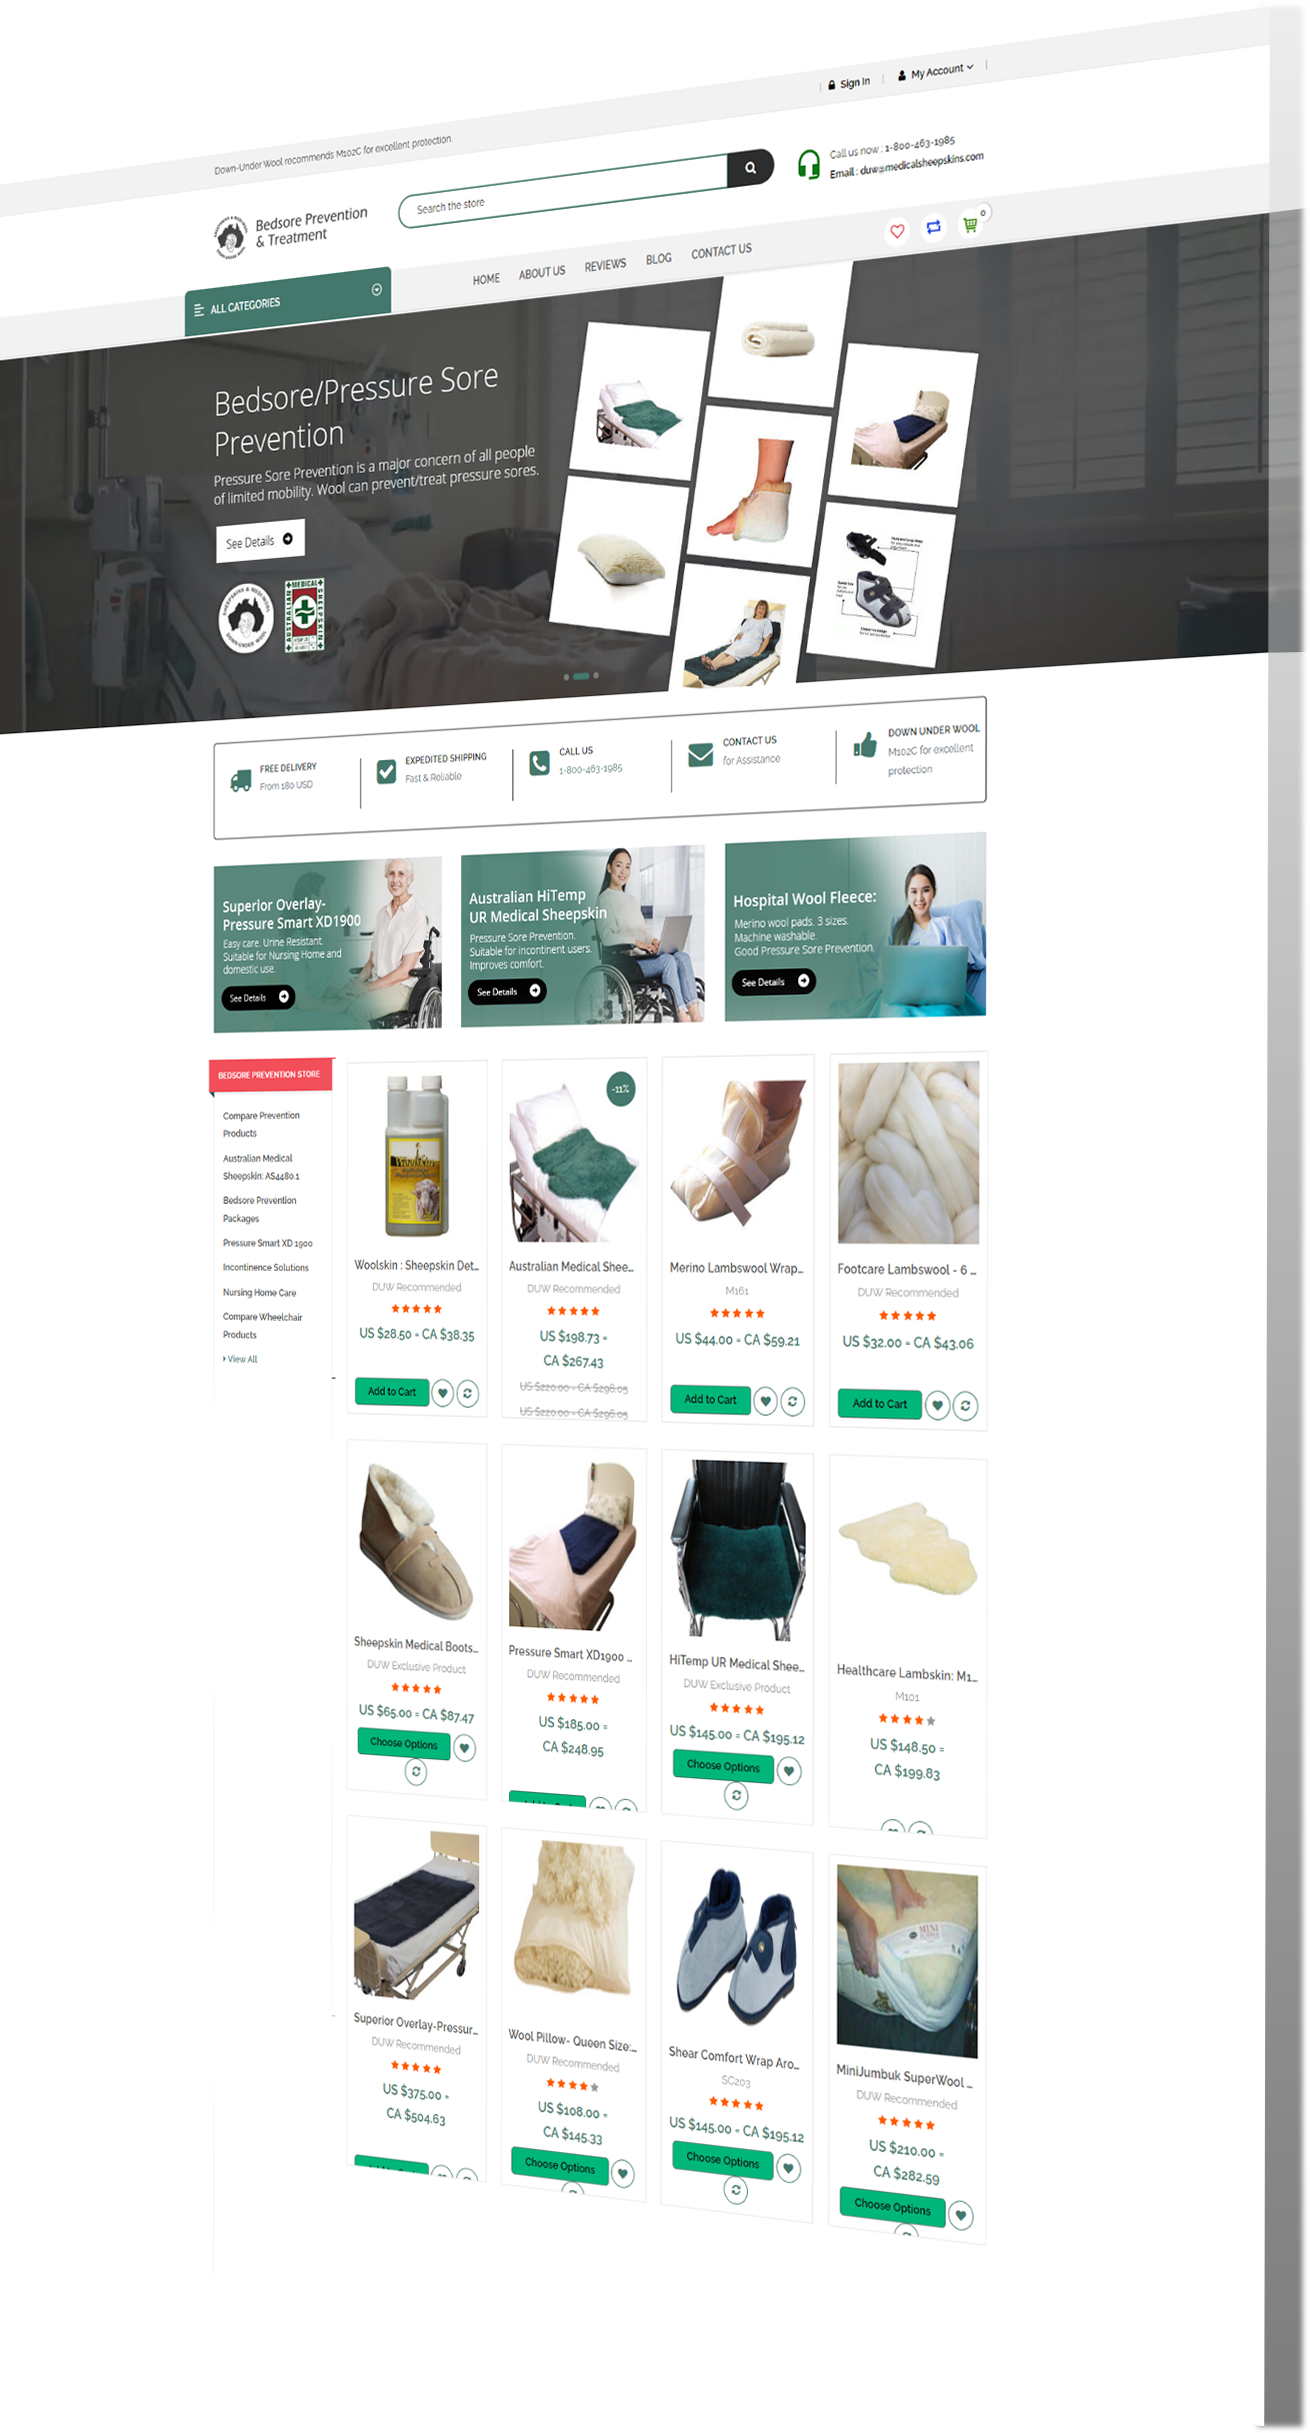 Sign In
My Account
Down-Under Wool recommends M102C for excellent protection.
Call us now : 1-800-463-1985
Email : duw@medicalsheepskins.com
Search the store
Bedsore Prevention
& Treatment
0
ALL CATEGORIES
HOME
ABOUT US
REVIEWS
BLOG
CONTACT US
Bedsore/Pressure Sore
Prevention
Pressure Sore Prevention is a major concern of all people
of limited mobility. Wool can prevent/treat pressure sores.
See Details
SHEEPSKINS & MEDI-WOOL
DOWN UNDER WOOL
AUSTRALIAN MEDICAL SHEEPSKIN
FREE DELIVERY
From 180 USD
EXPEDITED SHIPPING
Fast & Reliable
CALL US
1-800-463-1985
CONTACT US
for Assistance
DOWN UNDER WOOL
M102C for excellent
protection
Superior Overlay-
Pressure Smart XD1900
Easy care. Urine Resistant.
Suitable for Nursing Home and
domestic use.
See Details
Australian HiTemp
UR Medical Sheepskin
Pressure Sore Prevention.
Suitable for incontinent users.
Improves comfort.
See Details
Hospital Wool Fleece:
Merino wool pads. 3 sizes.
Machine washable.
Good Pressure Sore Prevention.
See Details
BEDSORE PREVENTION STORE
Compare Prevention
Products
Australian Medical
Sheepskin: AS4480.1
Bedsore Prevention
Packages
Pressure Smart XD 1900
Incontinence Solutions
Nursing Home Care
Compare Wheelchair
Products
View All
Woolskin
Woolskin : Sheepskin Det...
DUW Recommended
US $28.50 = CA $38.35
Add to Cart
-11%
Australian Medical Shee...
DUW Recommended
US $198.73 =
CA $267.43
US $220.00 = CA $296.05
US $220.00 = CA $296.05
Merino Lambswool Wrap...
M161
US $44.00 = CA $59.21
Add to Cart
Footcare Lambswool - 6 ...
DUW Recommended
US $32.00 = CA $43.06
Add to Cart
Sheepskin Medical Boots...
DUW Exclusive Product
US $65.00 = CA $87.47
Choose Options
Pressure Smart XD1900 ...
DUW Recommended
US $185.00 =
CA $248.95
Add to Cart
HiTemp UR Medical Shee...
DUW Exclusive Product
US $145.00 = CA $195.12
Choose Options
Healthcare Lambskin: M1...
M101
US $148.50 =
CA $199.83
Superior Overlay-Pressur...
DUW Recommended
US $375.00 =
CA $504.63
Add to Cart
Wool Pillow- Queen Size:...
DUW Recommended
US $108.00 =
CA $145.33
Choose Options
Shear Comfort Wrap Aro...
SC203
US $145.00 = CA $195.12
Choose Options
MINI
MiniJumbuk SuperWool ...
DUW Recommended
US $210.00 =
CA $282.59
Choose Options